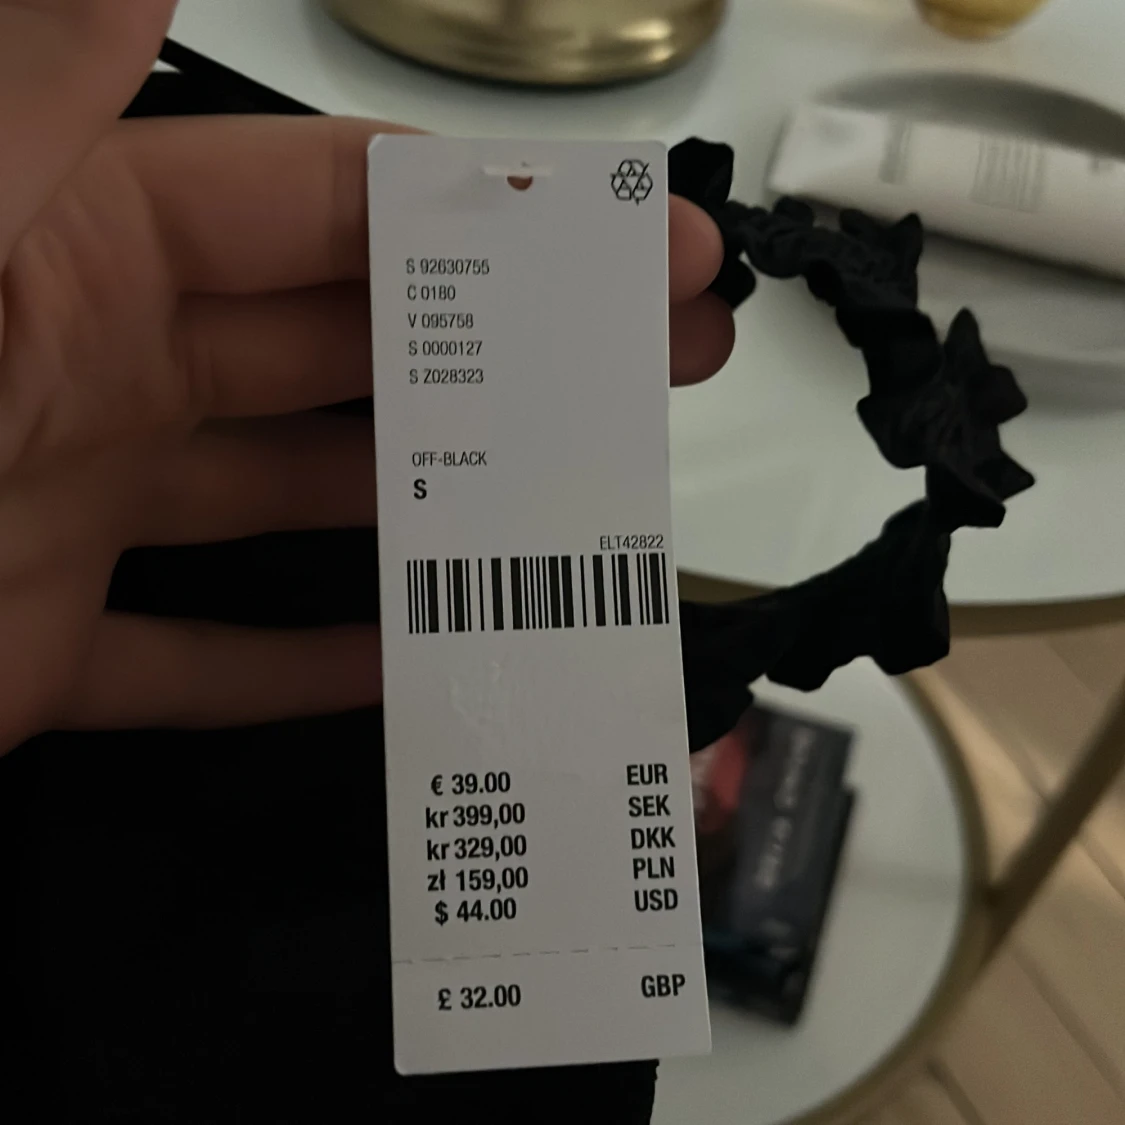 S 92630755
C 0180
V 095758
S 0000127
S Z028323
OFF-BLACK
S
ELT42822
€ 39.00 EUR
kr 399,00 SEK
kr 329,00 DKK
zł 159,00 PLN
$ 44.00 USD
£ 32.00 GBP